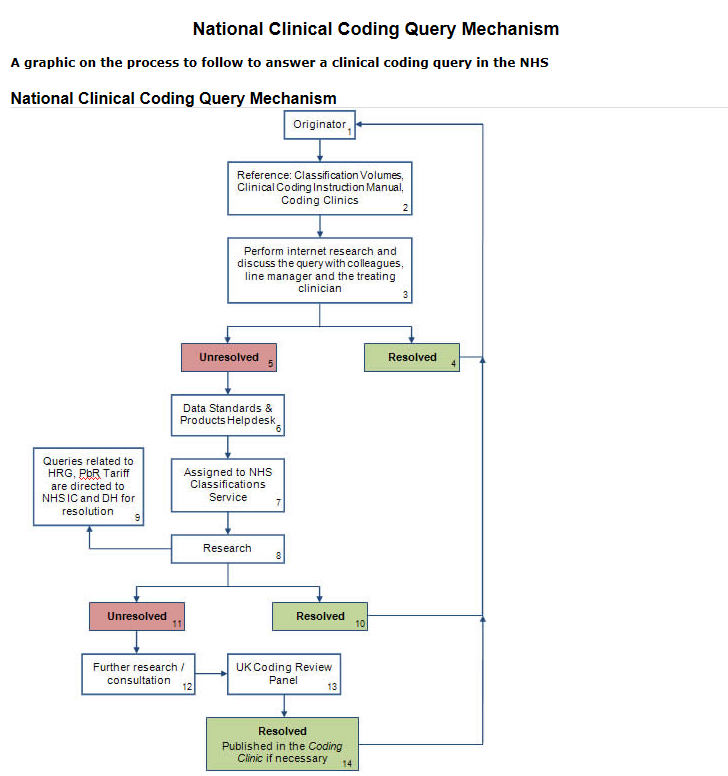 National Clinical Coding Query Mechanism
A graphic on the process to follow to answer a clinical coding query in the NHS
National Clinical Coding Query Mechanism
Originator
1
Reference: Classification Volumes,
Clinical Coding Instruction Manual,
Coding Clinics
2
Perform internet research and
discuss the query with colleagues,
line manager and the treating
clinician
3
Unresolved
5
Resolved
4
Data Standards &
Products Helpdesk
6
Queries related to
HRG, PbR Tariff
are directed to
NHS IC and DH for
resolution
9
Assigned to NHS
Classifications
Service
7
Research
8
Unresolved
11
Resolved
10
Further research /
consultation
12
UK Coding Review
Panel
13
Resolved
Published in the Coding
Clinic if necessary
14